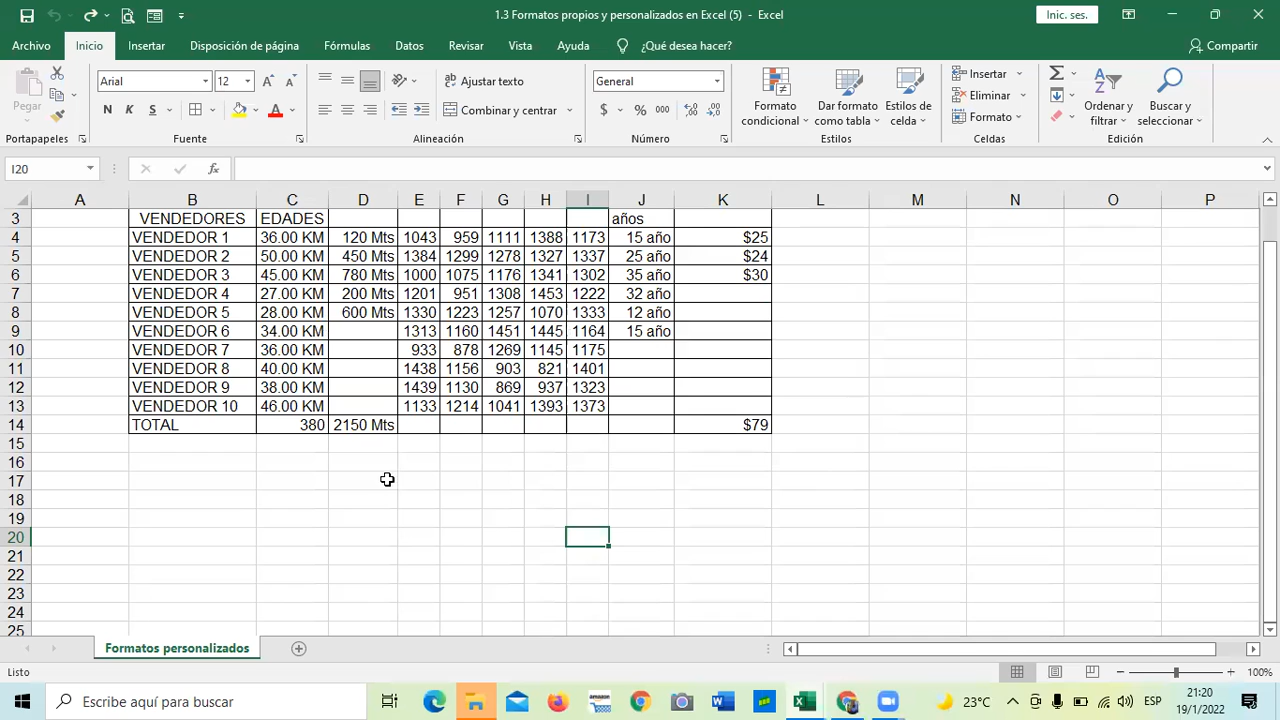 1.3 Formatos propios y personalizados en Excel (5) - Excel
Inic. ses.
Archivo Inicio Insertar Disposición de página Fórmulas Datos Revisar Vista Ayuda ¿Qué desea hacer? Compartir
Pegar
Arial 12
N K S
Ajustar texto
Combinar y centrar
General
$ % 000
Formato condicional
Dar formato como tabla
Estilos de celda
Insertar
Eliminar
Formato
Ordenar y filtrar
Buscar y seleccionar
Portapapeles Fuente Alineación Número Estilos Celdas Edición
I20
A B C D E F G H I J K L M N O P
3 VENDEDORES EDADES años
4 VENDEDOR 1 36.00 KM 120 Mts 1043 959 1111 1388 1173 15 año $25
5 VENDEDOR 2 50.00 KM 450 Mts 1384 1299 1278 1327 1337 25 año $24
6 VENDEDOR 3 45.00 KM 780 Mts 1000 1075 1176 1341 1302 35 año $30
7 VENDEDOR 4 27.00 KM 200 Mts 1201 951 1308 1453 1222 32 año
8 VENDEDOR 5 28.00 KM 600 Mts 1330 1223 1257 1070 1333 12 año
9 VENDEDOR 6 34.00 KM 1313 1160 1451 1445 1164 15 año
10 VENDEDOR 7 36.00 KM 933 878 1269 1145 1175
11 VENDEDOR 8 40.00 KM 1438 1156 903 821 1401
12 VENDEDOR 9 38.00 KM 1439 1130 869 937 1323
13 VENDEDOR 10 46.00 KM 1133 1214 1041 1393 1373
14 TOTAL 380 2150 Mts $79
15
16
17
18
19
20
21
22
23
24
25
Formatos personalizados
Listo 100%
Escribe aquí para buscar 23°C ESP 21:20
19/1/2022